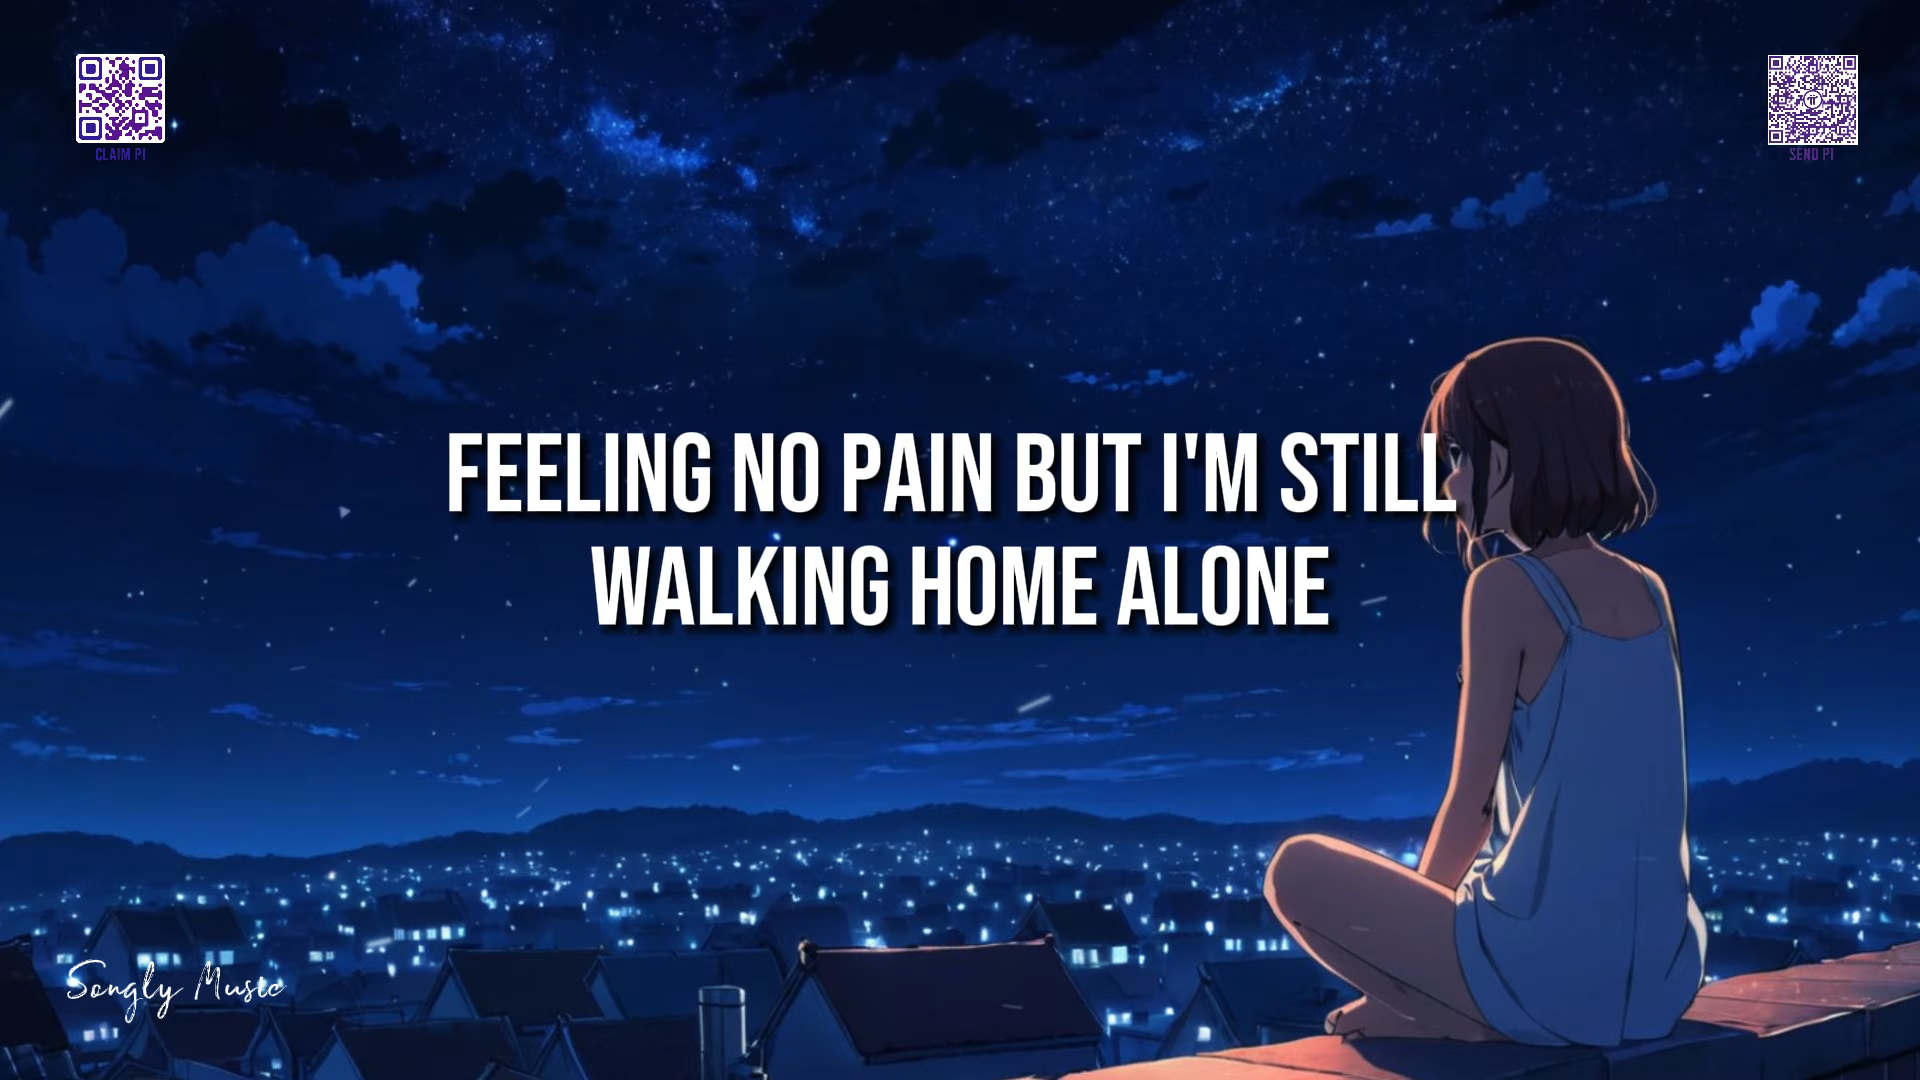 CLAIM PI
SEND PI
FEELING NO PAIN BUT I'M STILL
WALKING HOME ALONE
Songly Music